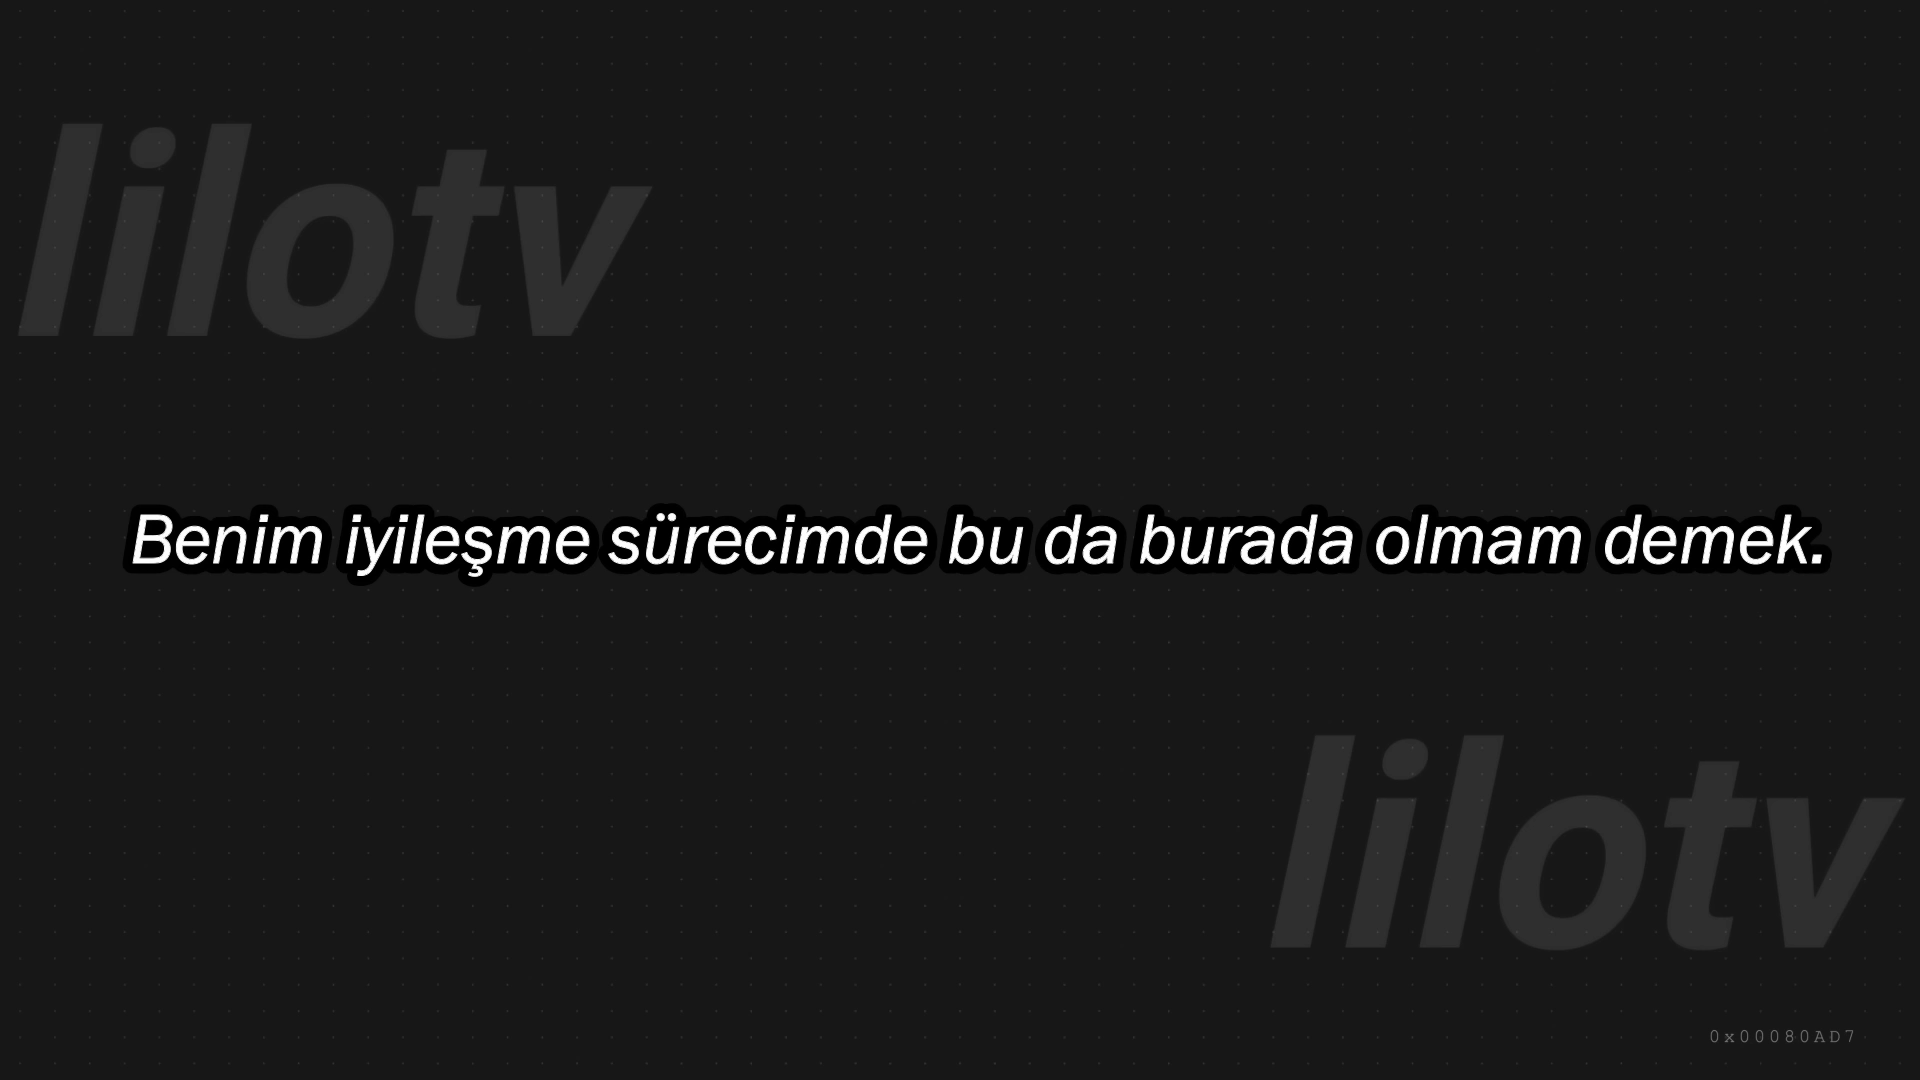 lilotv
Benim iyileşme sürecimde bu da burada olmam demek.
lilotv
0x00080AD7